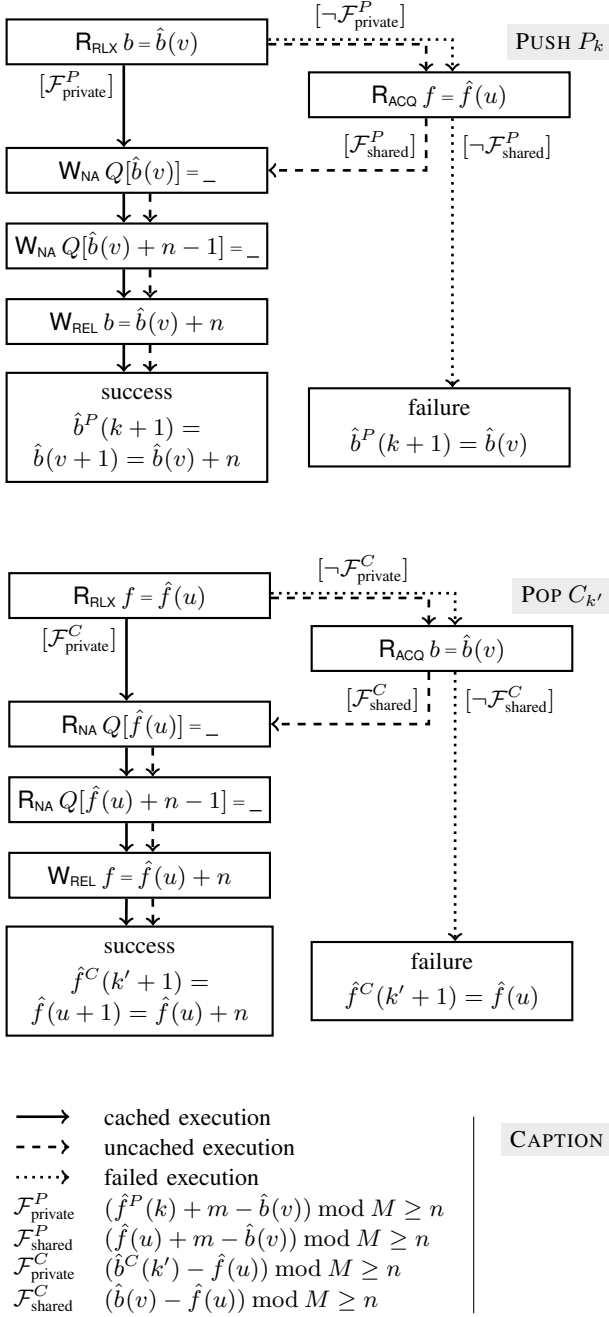 R_RLX b = b̂(v)
[¬F^P_private]
PUSH P_k
[F^P_private]
R_ACQ f = f̂(u)
[F^P_shared]
[¬F^P_shared]
W_NA Q[b̂(v)] = _
W_NA Q[b̂(v) + n − 1] = _
W_REL b = b̂(v) + n
success
b̂^P(k + 1) =
b̂(v + 1) = b̂(v) + n
failure
b̂^P(k + 1) = b̂(v)
[¬F^C_private]
R_RLX f = f̂(u)
POP C_k′
[F^C_private]
R_ACQ b = b̂(v)
[F^C_shared]
[¬F^C_shared]
R_NA Q[f̂(u)] = _
R_NA Q[f̂(u) + n − 1] = _
W_REL f = f̂(u) + n
success
f̂^C(k′ + 1) =
f̂(u + 1) = f̂(u) + n
failure
f̂^C(k′ + 1) = f̂(u)
cached execution
CAPTION
uncached execution
failed execution
F^P_private (f̂^P(k) + m − b̂(v)) mod M ≥ n
F^P_shared (f̂(u) + m − b̂(v)) mod M ≥ n
F^C_private (b̂^C(k′) − f̂(u)) mod M ≥ n
F^C_shared (b̂(v) − f̂(u)) mod M ≥ n